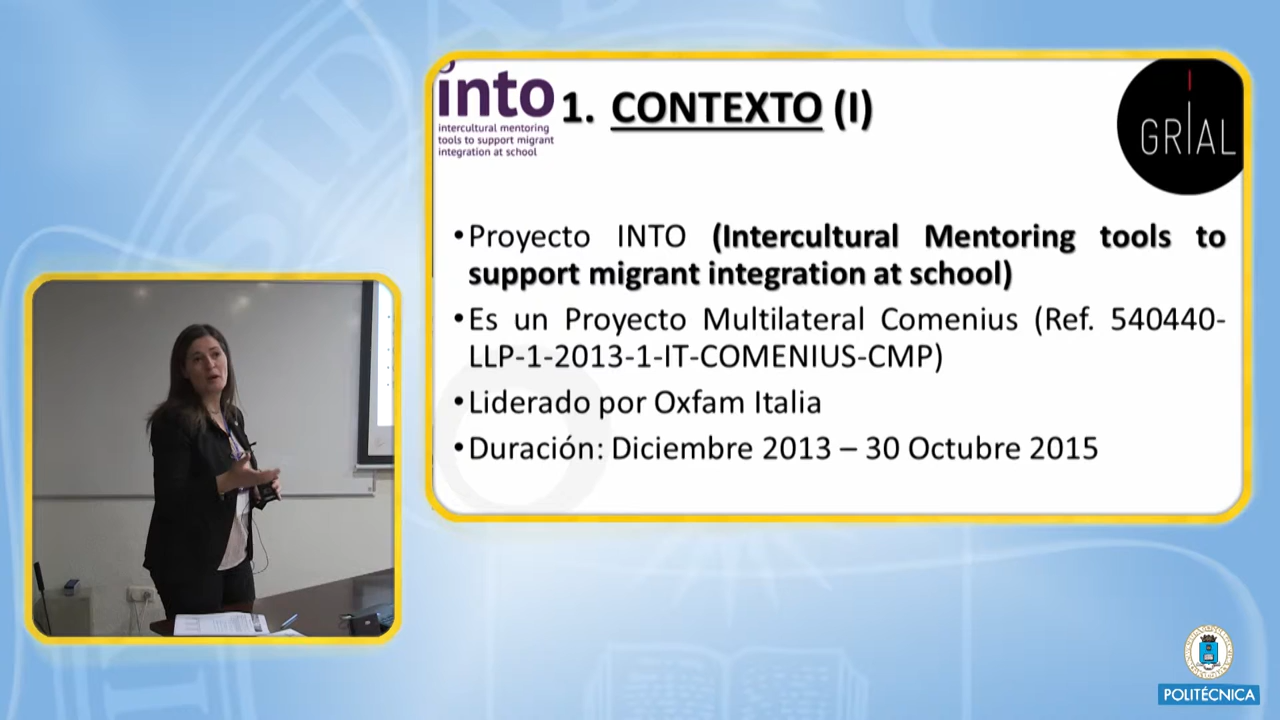 into
intercultural mentoring
tools to support migrant
integration at school
1. CONTEXTO (I)
GRIAL
•Proyecto INTO (Intercultural Mentoring tools to
support migrant integration at school)
•Es un Proyecto Multilateral Comenius (Ref. 540440-
LLP-1-2013-1-IT-COMENIUS-CMP)
•Liderado por Oxfam Italia
•Duración: Diciembre 2013 – 30 Octubre 2015
POLITÉCNICA